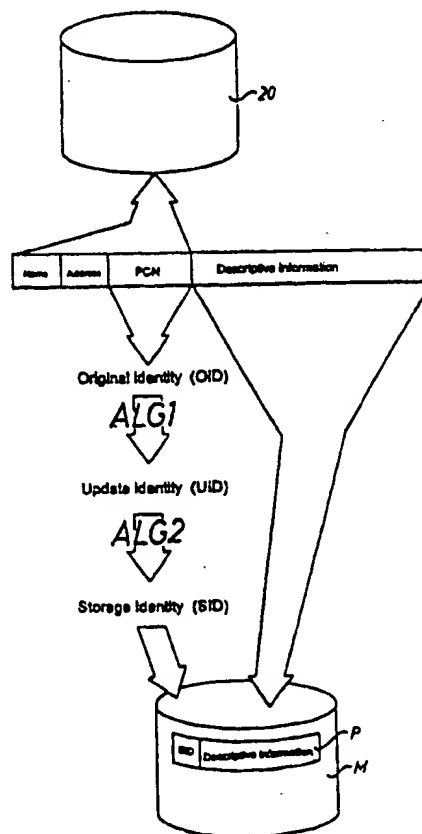 20
Name Address PCN Descriptive Information
Original Identity (OID)
ALG1
Update Identity (UID)
ALG2
Storage Identity (SID)
SID Descriptive Information
P
M